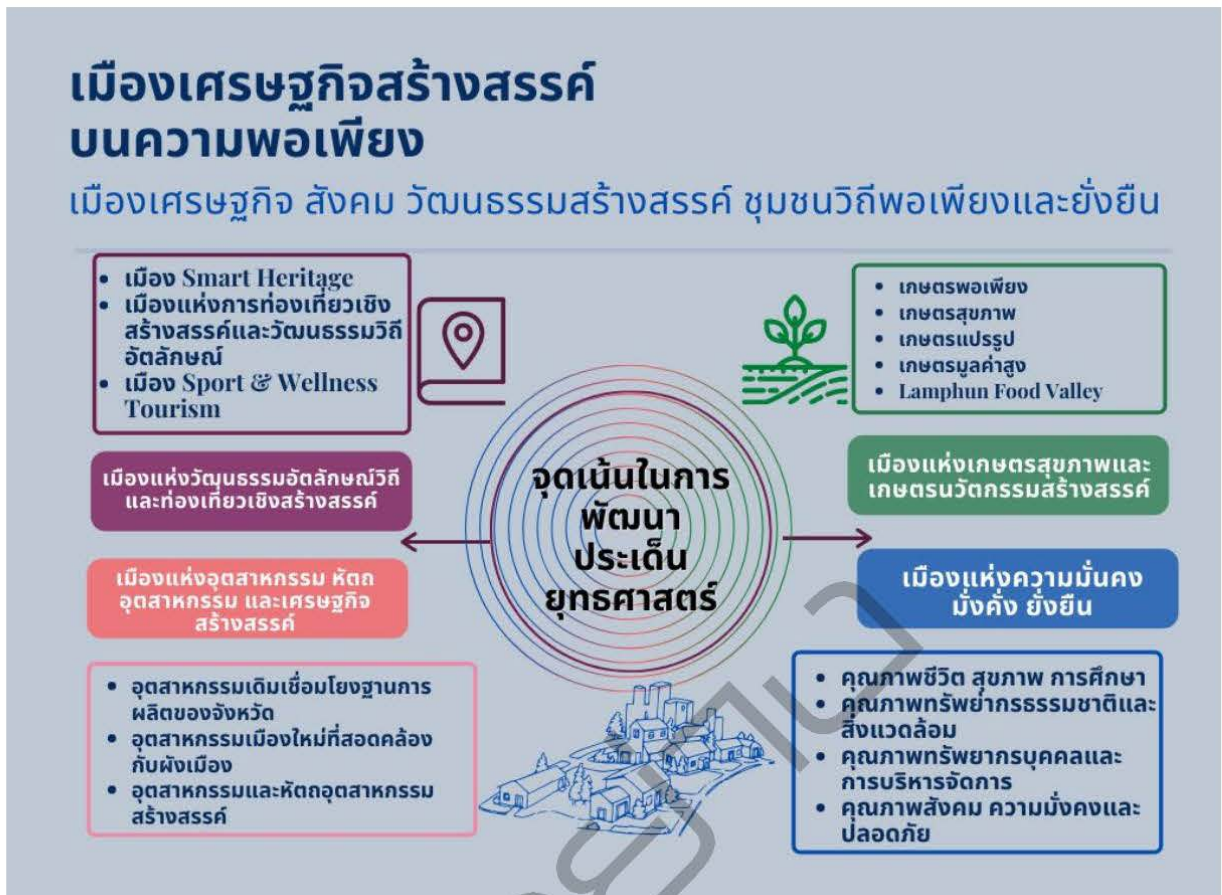 เมืองเศรษฐกิจสร้างสรรค์
บนความพอเพียง
เมืองเศรษฐกิจ สังคม วัฒนธรรมสร้างสรรค์ ชุมชนวิถีพอเพียงและยั่งยืน
• เมือง Smart Heritage
• เมืองแห่งการท่องเที่ยวเชิง
สร้างสรรค์และวัฒนธรรมวิถี
อัตลักษณ์
• เมือง Sport & Wellness
Tourism
• เกษตรพอเพียง
• เกษตรสุขภาพ
• เกษตรแปรรูป
• เกษตรมูลค่าสูง
• Lamphun Food Valley
เมืองแห่งวัฒนธรรมอัตลักษณ์วิถี
และท่องเที่ยวเชิงสร้างสรรค์
จุดเน้นในการ
พัฒนา
ประเด็น
ยุทธศาสตร์
เมืองแห่งเกษตรสุขภาพและ
เกษตรนวัตกรรมสร้างสรรค์
เมืองแห่งอุตสาหกรรม หัตถ
อุตสาหกรรม และเศรษฐกิจ
สร้างสรรค์
เมืองแห่งความมั่นคง
มั่งคั่ง ยั่งยืน
• อุตสาหกรรมเดิมเชื่อมโยงฐานการ
ผลิตของจังหวัด
• อุตสาหกรรมเมืองใหม่ที่สอดคล้อง
กับผังเมือง
• อุตสาหกรรมและหัตถอุตสาหกรรม
สร้างสรรค์
• คุณภาพชีวิต สุขภาพ การศึกษา
• คุณภาพทรัพยากรธรรมชาติและ
สิ่งแวดล้อม
• คุณภาพทรัพยากรบุคคลและ
การบริหารจัดการ
• คุณภาพสังคม ความมั่นคงและ
ปลอดภัย